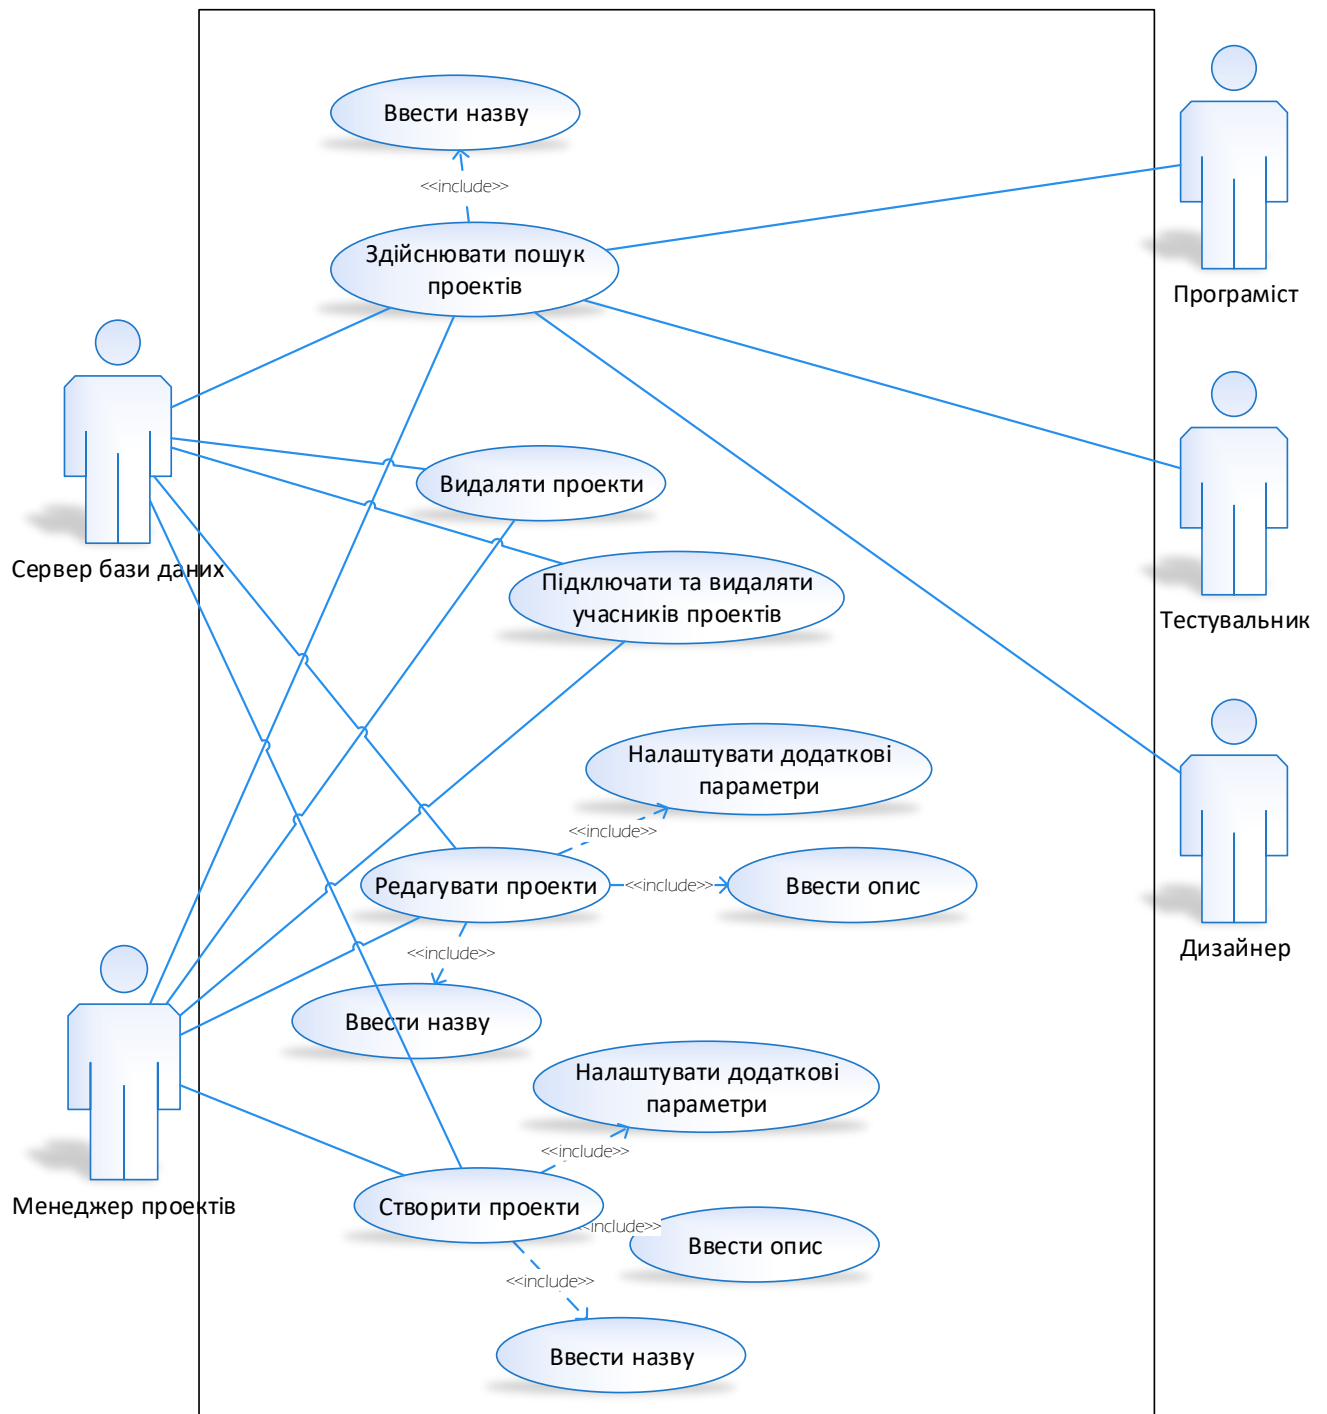 Ввести назву
<<include>>
Здійснювати пошук
проектів
Програміст
Видаляти проекти
Сервер бази даних
Підключати та видаляти
учасників проектів
Тестувальник
Налаштувати додаткові
параметри
<<include>>
Редагувати проекти
<<include>>
Ввести опис
<<include>>
Дизайнер
Ввести назву
Налаштувати додаткові
параметри
<<include>>
Менеджер проектів
Створити проекти
<<include>>
Ввести опис
<<include>>
Ввести назву